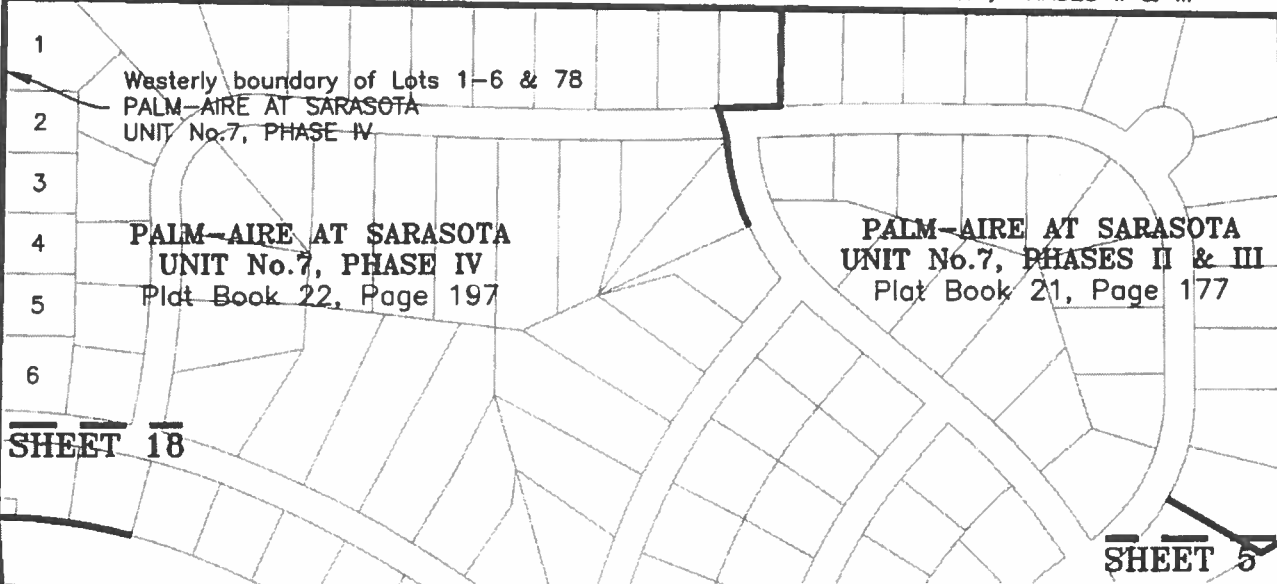 1
Westerly boundary of Lots 1-6 & 78
PALM-AIRE AT SARASOTA
UNIT No.7, PHASE IV
2
3
4
5
6
PALM-AIRE AT SARASOTA
UNIT No.7, PHASE IV
Plat Book 22, Page 197
PALM-AIRE AT SARASOTA
UNIT No.7, PHASES II & III
Plat Book 21, Page 177
SHEET 18
SHEET 5